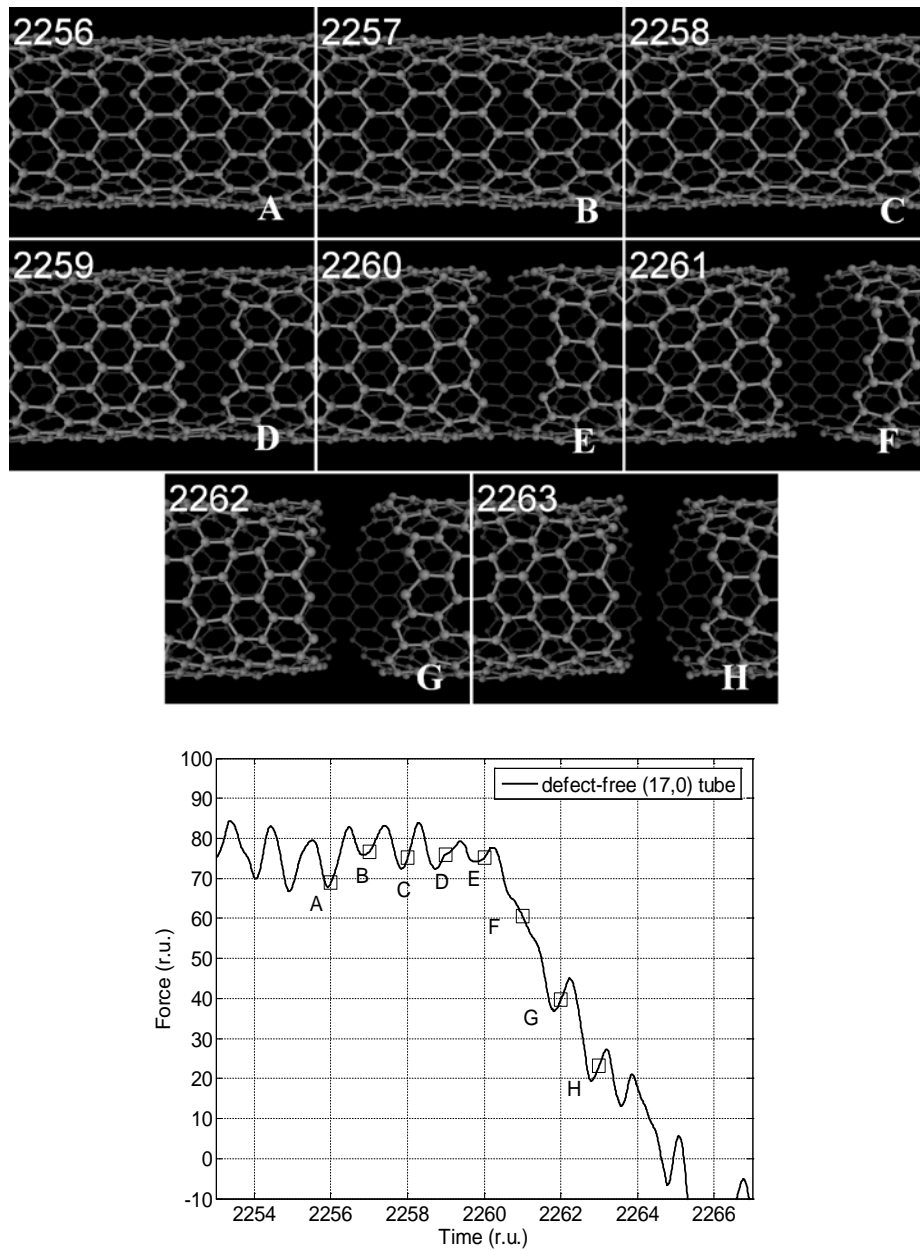 2256 2257 2258
A B C
2259 2260 2261
D E F
2262 2263
G H
100
defect-free (17,0) tube
90
80
70
60
50
40
30
20
10
0
-10
A B C D E F G H
Force (r.u.)
2254 2256 2258 2260 2262 2264 2266
Time (r.u.)